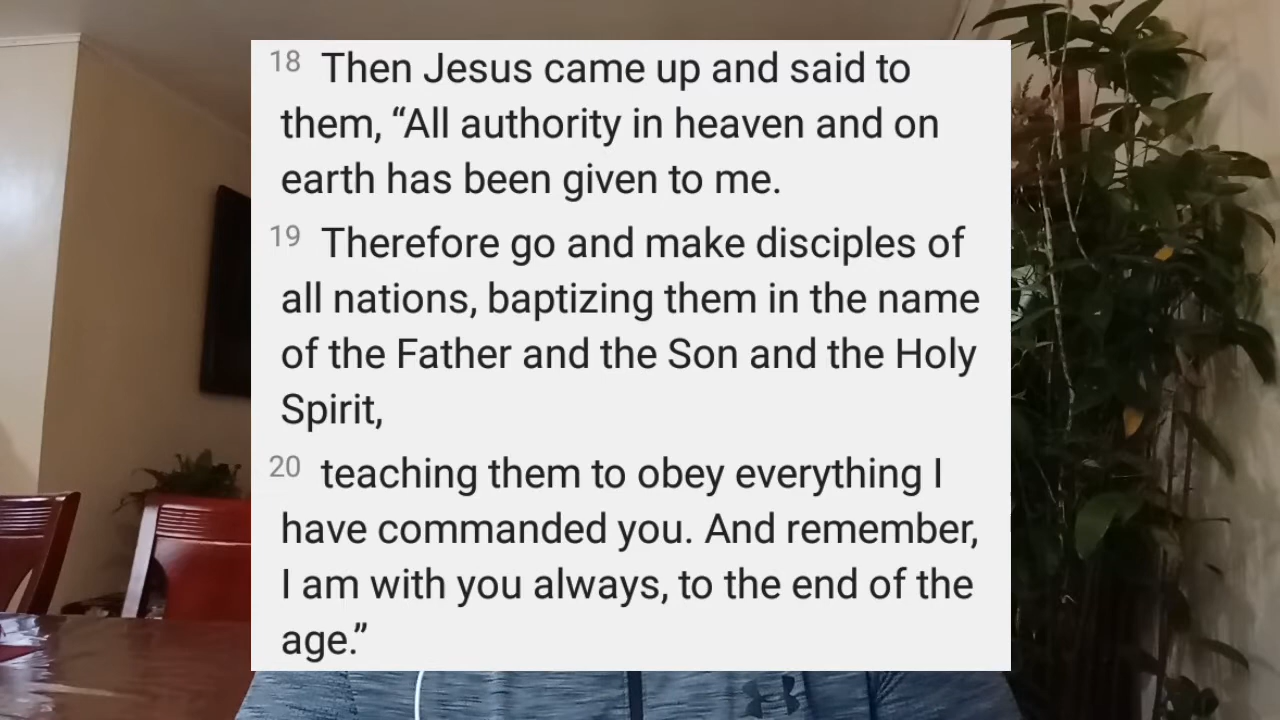 18 Then Jesus came up and said to
them, “All authority in heaven and on
earth has been given to me.
19 Therefore go and make disciples of
all nations, baptizing them in the name
of the Father and the Son and the Holy
Spirit,
20 teaching them to obey everything I
have commanded you. And remember,
I am with you always, to the end of the
age.”